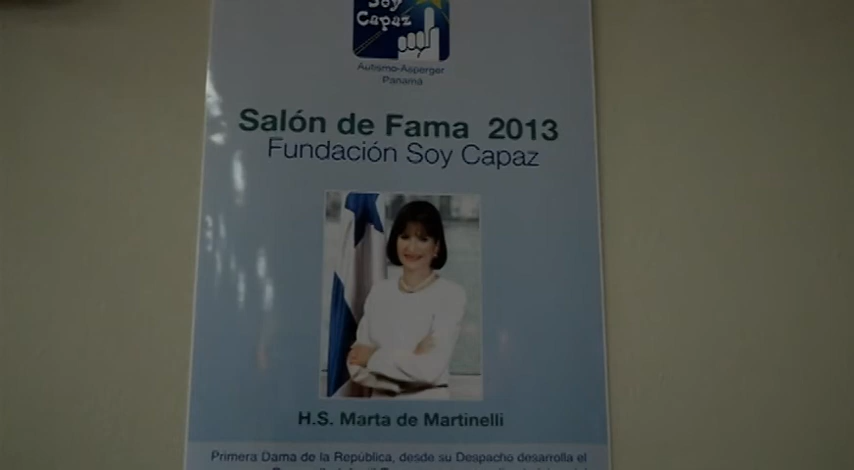 Soy
Capaz
Autismo-Asperger
Panamá
Salón de Fama 2013
Fundación Soy Capaz
H.S. Marta de Martinelli
Primera Dama de la República, desde su Despacho desarrolla el